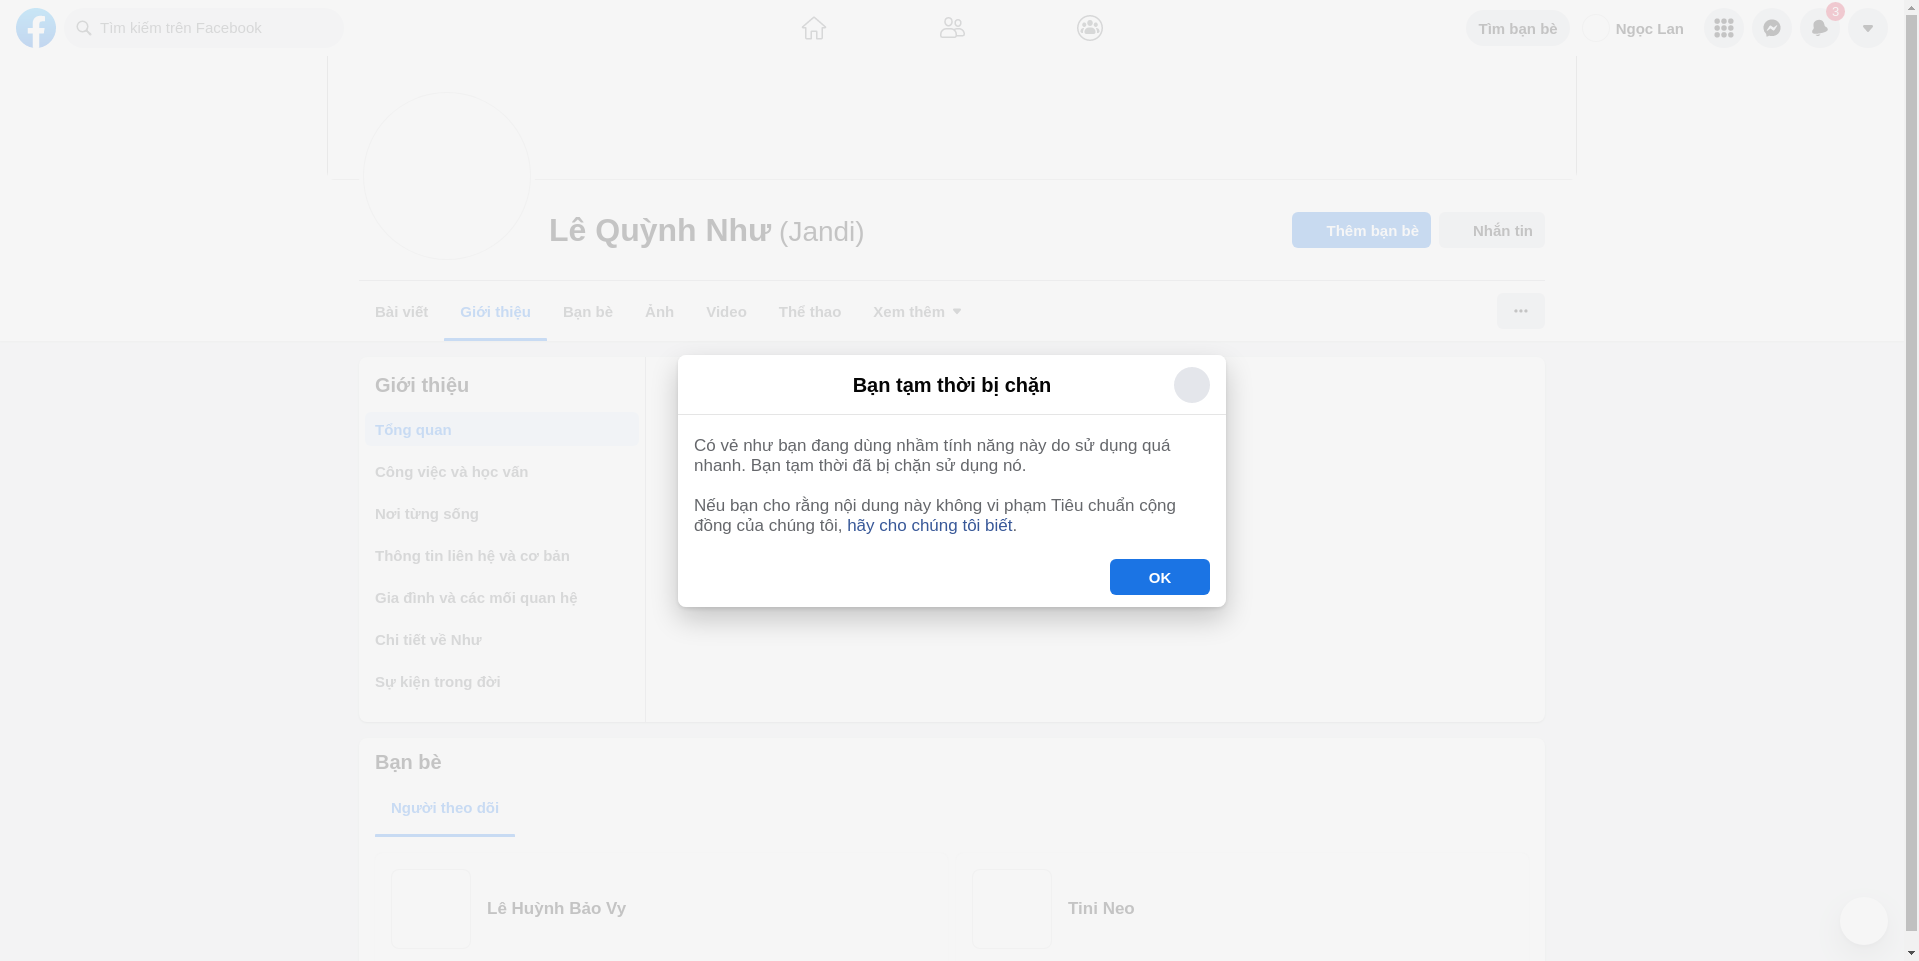 Tìm kiếm trên Facebook
Tìm bạn bè
Ngọc Lan
3
Lê Quỳnh Như (Jandi)
Thêm bạn bè
Nhắn tin
Bài viết
Giới thiệu
Bạn bè
Ảnh
Video
Thể thao
Xem thêm
Giới thiệu
Tổng quan
Công việc và học vấn
Nơi từng sống
Thông tin liên hệ và cơ bản
Gia đình và các mối quan hệ
Chi tiết về Như
Sự kiện trong đời
Bạn tạm thời bị chặn
Có vẻ như bạn đang dùng nhầm tính năng này do sử dụng quá
nhanh. Bạn tạm thời đã bị chặn sử dụng nó.
Nếu bạn cho rằng nội dung này không vi phạm Tiêu chuẩn cộng
đồng của chúng tôi, hãy cho chúng tôi biết.
OK
Bạn bè
Người theo dõi
Lê Huỳnh Bảo Vy
Tini Neo